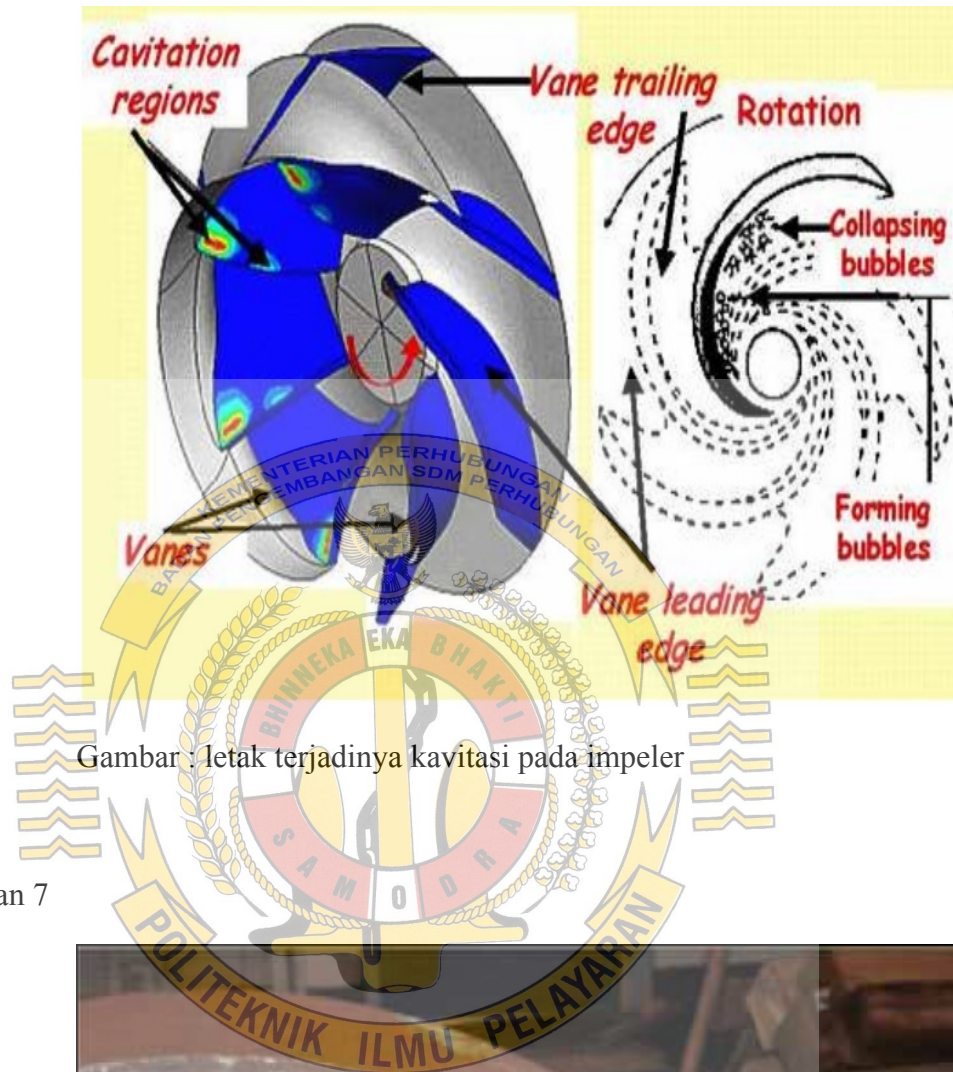 Cavitation
regions
Vane trailing
edge
Rotation
Collapsing
bubbles
Forming
bubbles
Vanes
Vane leading
edge
KEMENTERIAN PERHUBUNGAN
BADAN PENGEMBANGAN SDM PERHUBUNGAN
BHINNEKA EKA BHAKTI
SAMODRA
Gambar : letak terjadinya kavitasi pada impeler
an 7
POLITEKNIK ILMU PELAYARAN